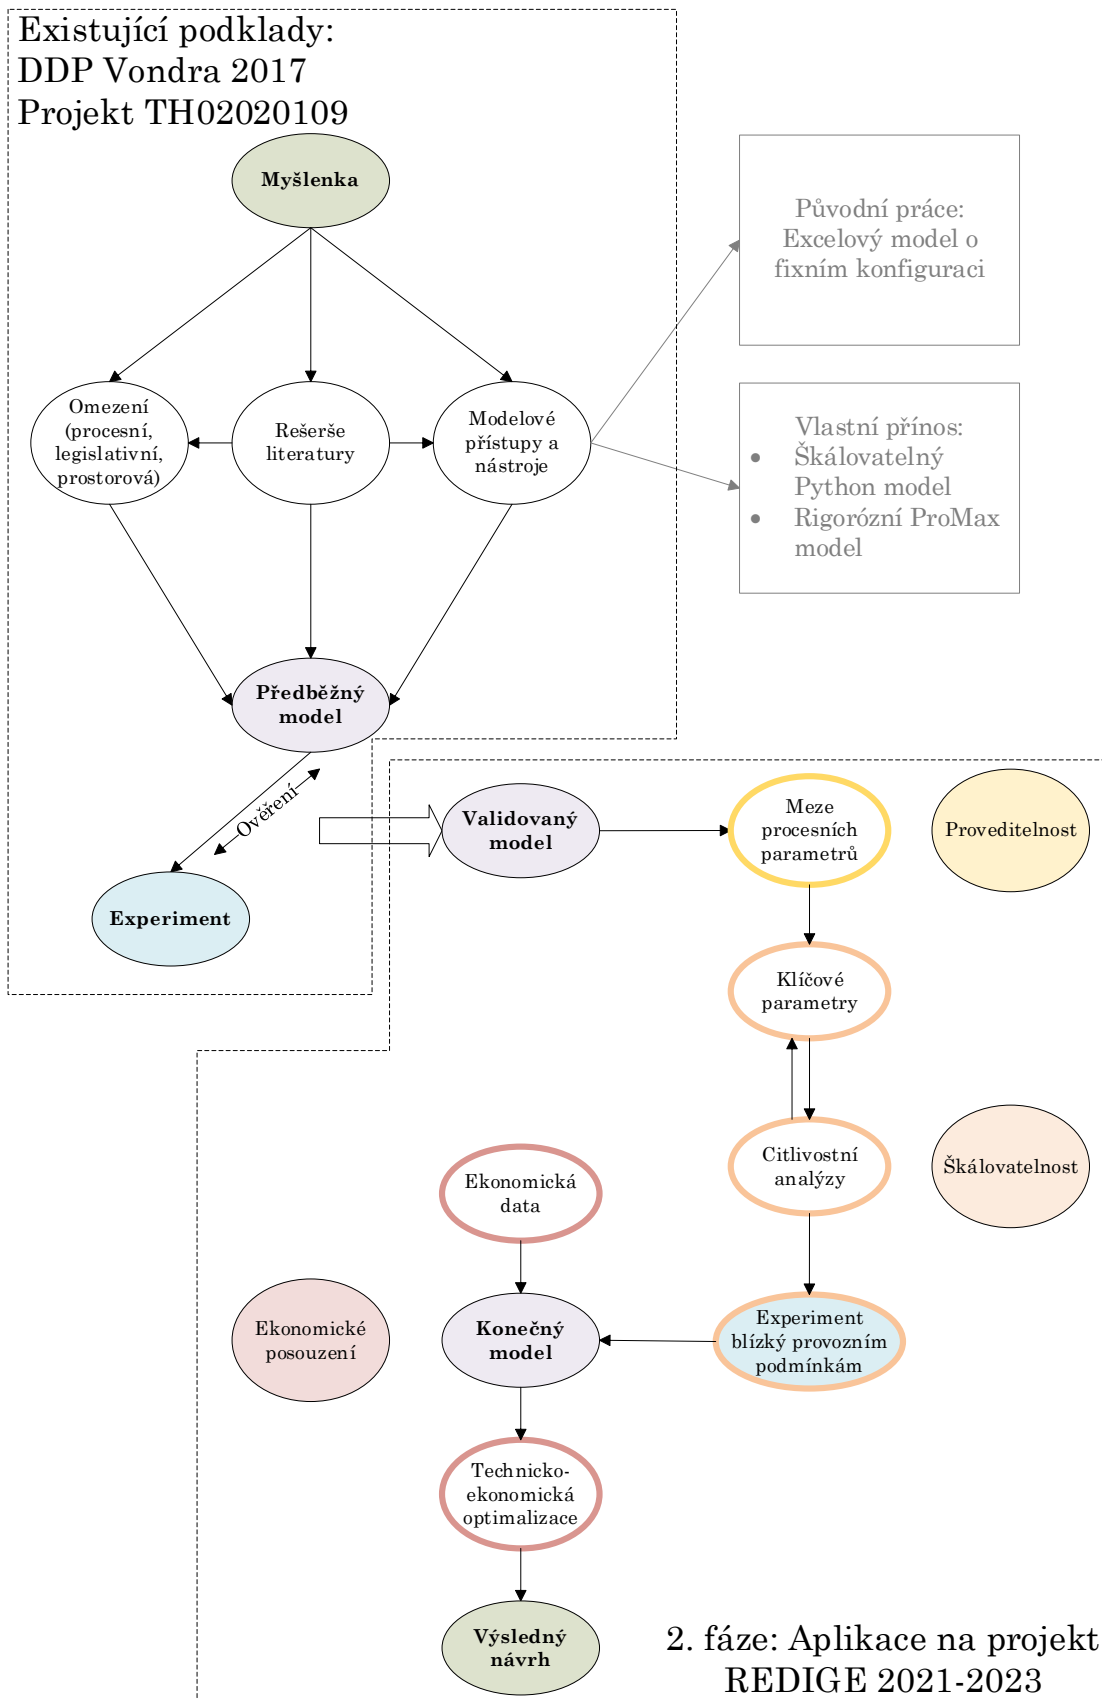 Existující podklady:
DDP Vondra 2017
Projekt TH02020109
Myšlenka
Původní práce:
Excelový model o
fixním konfiguraci
Omezení
(procesní,
legislativní,
prostorová)
Rešerše
literatury
Modelové
přístupy a
nástroje
Vlastní přínos:
• Škálovatelný
Python model
• Rigorózní ProMax
model
Předběžný
model
Ověření
Experiment
Validovaný
model
Meze
procesních
parametrů
Proveditelnost
Klíčové
parametry
Citlivostní
analýzy
Škálovatelnost
Ekonomická
data
Ekonomické
posouzení
Konečný
model
Experiment
blízký provozním
podmínkám
Technicko-
ekonomická
optimalizace
Výsledný
návrh
2. fáze: Aplikace na projekt
REDIGE 2021-2023